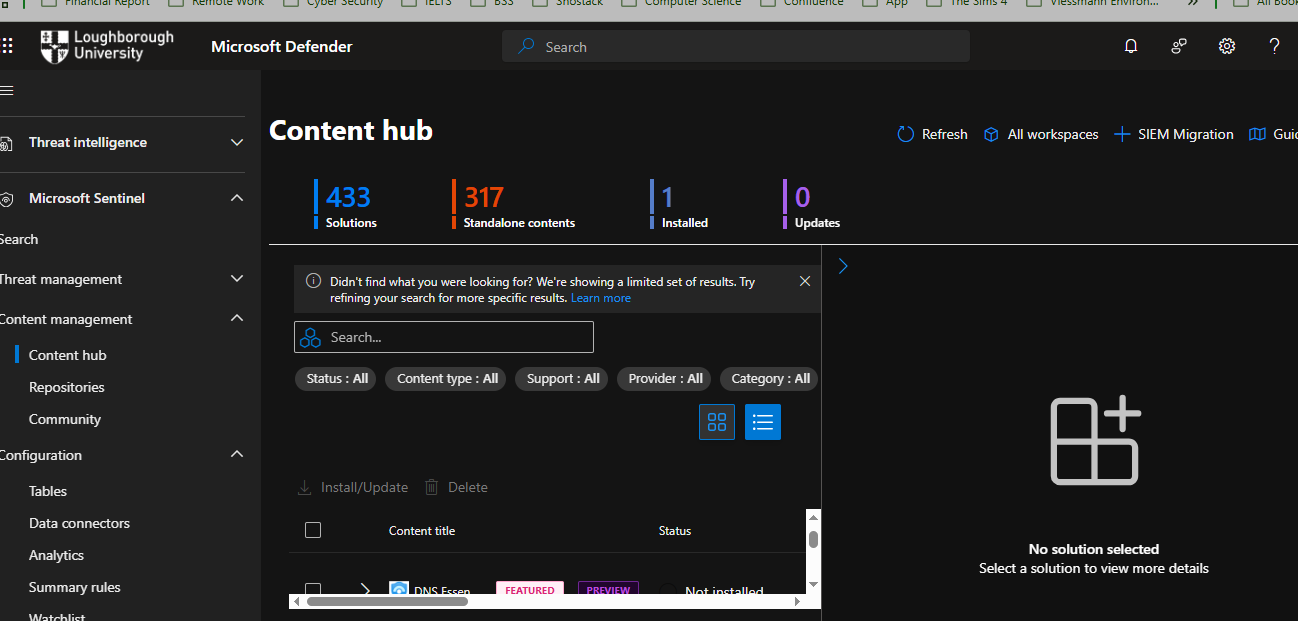 Financial Report Remote Work Cyber Security IELTS BSS Shostack Computer Science Confluence App The Sims 4 Viessmann Environ... » All Book
Loughborough University
Microsoft Defender
Search
?
Content hub
Refresh All workspaces SIEM Migration
Threat intelligence
Microsoft Sentinel
Search
Threat management
Content management
Content hub
Repositories
Community
Configuration
Tables
Data connectors
Analytics
Summary rules
Watchlist
433 Solutions
317 Standalone contents
1 Installed
0 Updates
Didn't find what you were looking for? We're showing a limited set of results. Try
refining your search for more specific results. Learn more
Search...
Status : All Content type : All Support : All Provider : All Category : All
Install/Update Delete
Content title Status
DNS Essen FEATURED PREVIEW Not installed
No solution selected
Select a solution to view more details